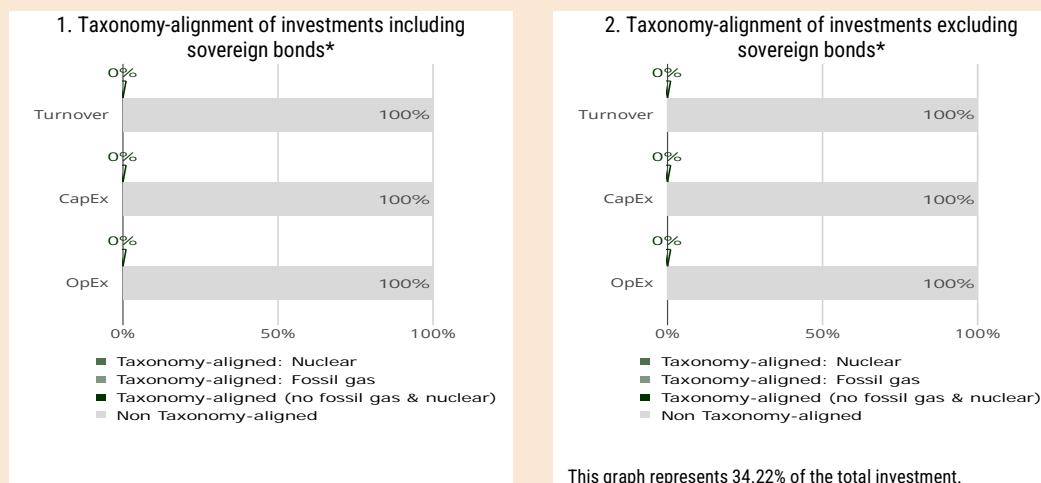 1. Taxonomy-alignment of investments including
sovereign bonds*
0%
Turnover 100%
0%
CapEx 100%
0%
OpEx 100%
0% 50% 100%
Taxonomy-aligned: Nuclear
Taxonomy-aligned: Fossil gas
Taxonomy-aligned (no fossil gas & nuclear)
Non Taxonomy-aligned
2. Taxonomy-alignment of investments excluding
sovereign bonds*
0%
Turnover 100%
0%
CapEx 100%
0%
OpEx 100%
0% 50% 100%
Taxonomy-aligned: Nuclear
Taxonomy-aligned: Fossil gas
Taxonomy-aligned (no fossil gas & nuclear)
Non Taxonomy-aligned
This graph represents 34.22% of the total investment.